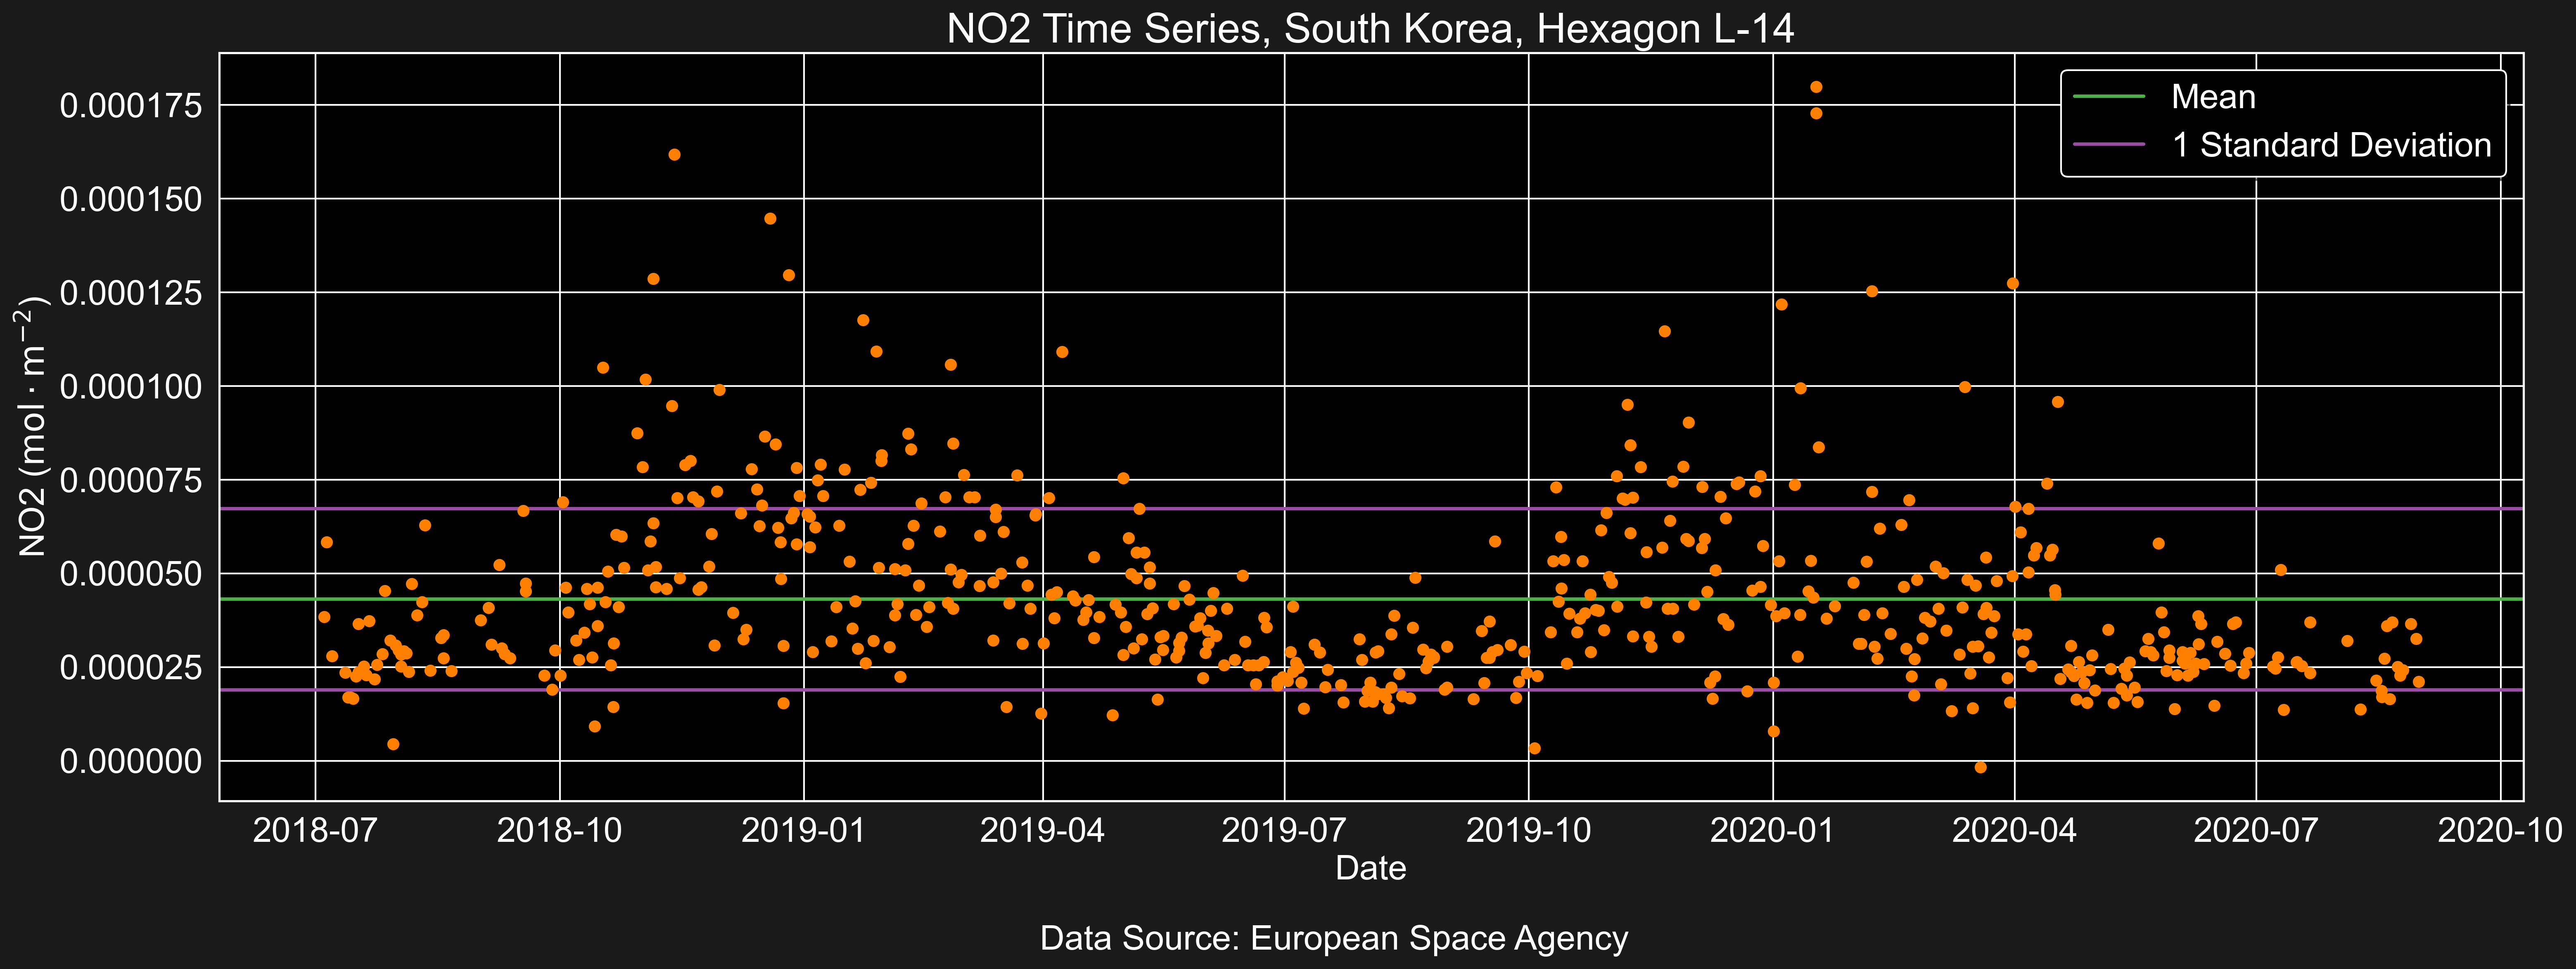 NO2 Time Series, South Korea, Hexagon L-14
Mean
1 Standard Deviation
NO2 (mol · m⁻²)
0.000175
0.000150
0.000125
0.000100
0.000075
0.000050
0.000025
0.000000
2018-07 2018-10 2019-01 2019-04 2019-07 2019-10 2020-01 2020-04 2020-07 2020-10
Date
Data Source: European Space Agency